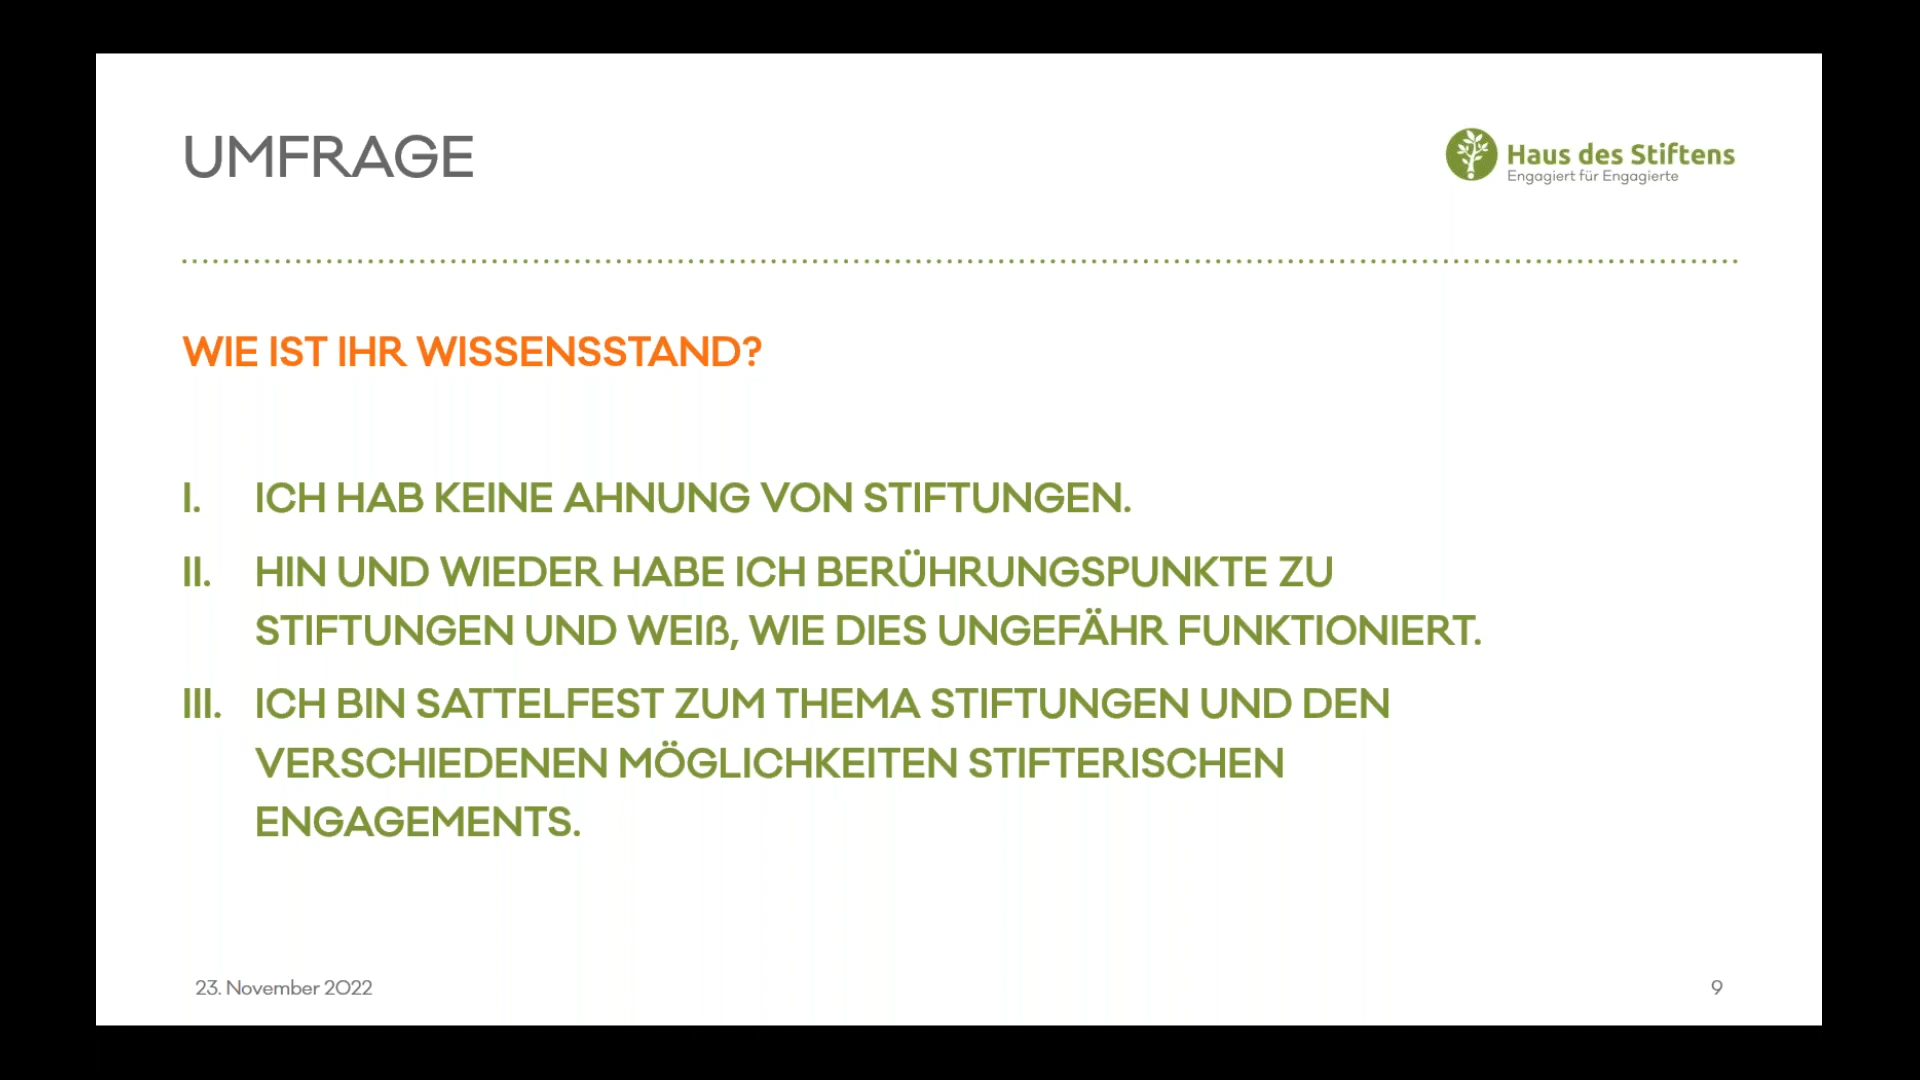 UMFRAGE
Haus des Stiftens
Engagiert für Engagierte
WIE IST IHR WISSENSSTAND?
I. ICH HAB KEINE AHNUNG VON STIFTUNGEN.
II. HIN UND WIEDER HABE ICH BERÜHRUNGSPUNKTE ZU
STIFTUNGEN UND WEIß, WIE DIES UNGEFÄHR FUNKTIONIERT.
III. ICH BIN SATTELFEST ZUM THEMA STIFTUNGEN UND DEN
VERSCHIEDENEN MÖGLICHKEITEN STIFTERISCHEN
ENGAGEMENTS.
23. November 2022
9